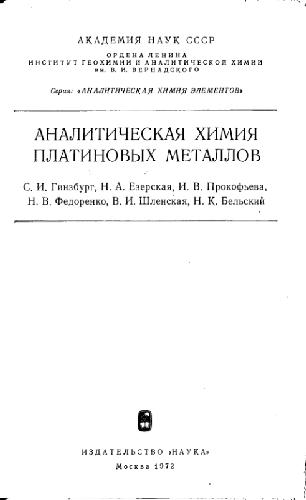 АКАДЕМИЯ НАУК СССР
ОРДЕНА ЛЕНИНА
ИНСТИТУТ ГЕОХИМИИ И АНАЛИТИЧЕСКОЙ ХИМИИ
им. В. И. ВЕРНАДСКОГО
Серия: «АНАЛИТИЧЕСКАЯ ХИМИЯ ЭЛЕМЕНТОВ»
АНАЛИТИЧЕСКАЯ ХИМИЯ
ПЛАТИНОВЫХ МЕТАЛЛОВ
С. И. Гинзбург, Н. А. Езерская, И. В. Прокофьева,
Н. В. Федоренко, В. И. Шленская, Н. К. Бельский
ИЗДАТЕЛЬСТВО «НАУКА»
Москва 1972